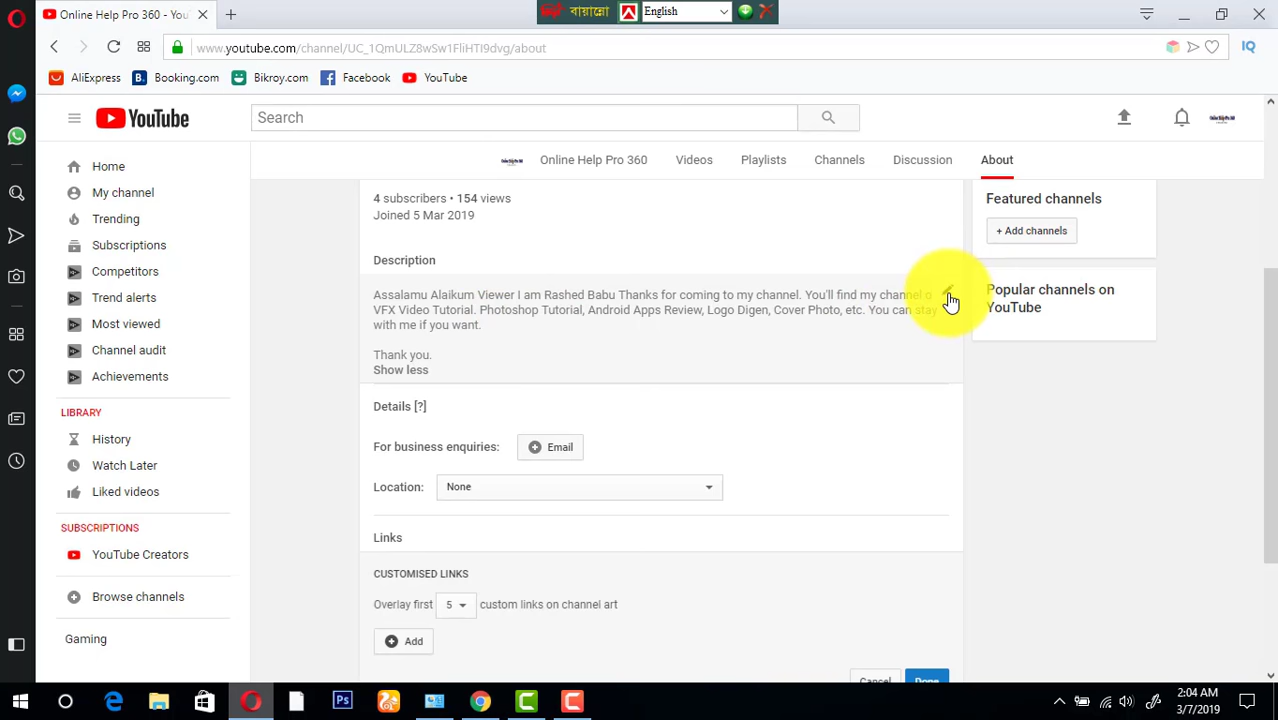 Online Help Pro 360 - You
বায়ান্নো
English
www.youtube.com/channel/UC_1QmULZ8wSw1FliHTI9dvg/about
IQ
AliExpress
B.
Booking.com
Bikroy.com
Facebook
YouTube
YouTube
Search
Online Help Pro 360
Online Help Pro 360
Videos
Playlists
Channels
Discussion
About
Home
My channel
Trending
Subscriptions
Competitors
Trend alerts
Most viewed
Channel audit
Achievements
LIBRARY
History
Watch Later
Liked videos
SUBSCRIPTIONS
YouTube Creators
Browse channels
Gaming
4 subscribers • 154 views
Joined 5 Mar 2019
Description
Assalamu Alaikum Viewer I am Rashed Babu Thanks for coming to my channel. You'll find my channel o
VFX Video Tutorial. Photoshop Tutorial, Android Apps Review, Logo Digen, Cover Photo, etc. You can stay
with me if you want.
Thank you.
Show less
Details [?]
For business enquiries:
Email
Location:
None
Links
CUSTOMISED LINKS
Overlay first 5 custom links on channel art
Add
Cancel
Done
Featured channels
+ Add channels
Popular channels on
YouTube
Ps
2:04 AM
3/7/2019